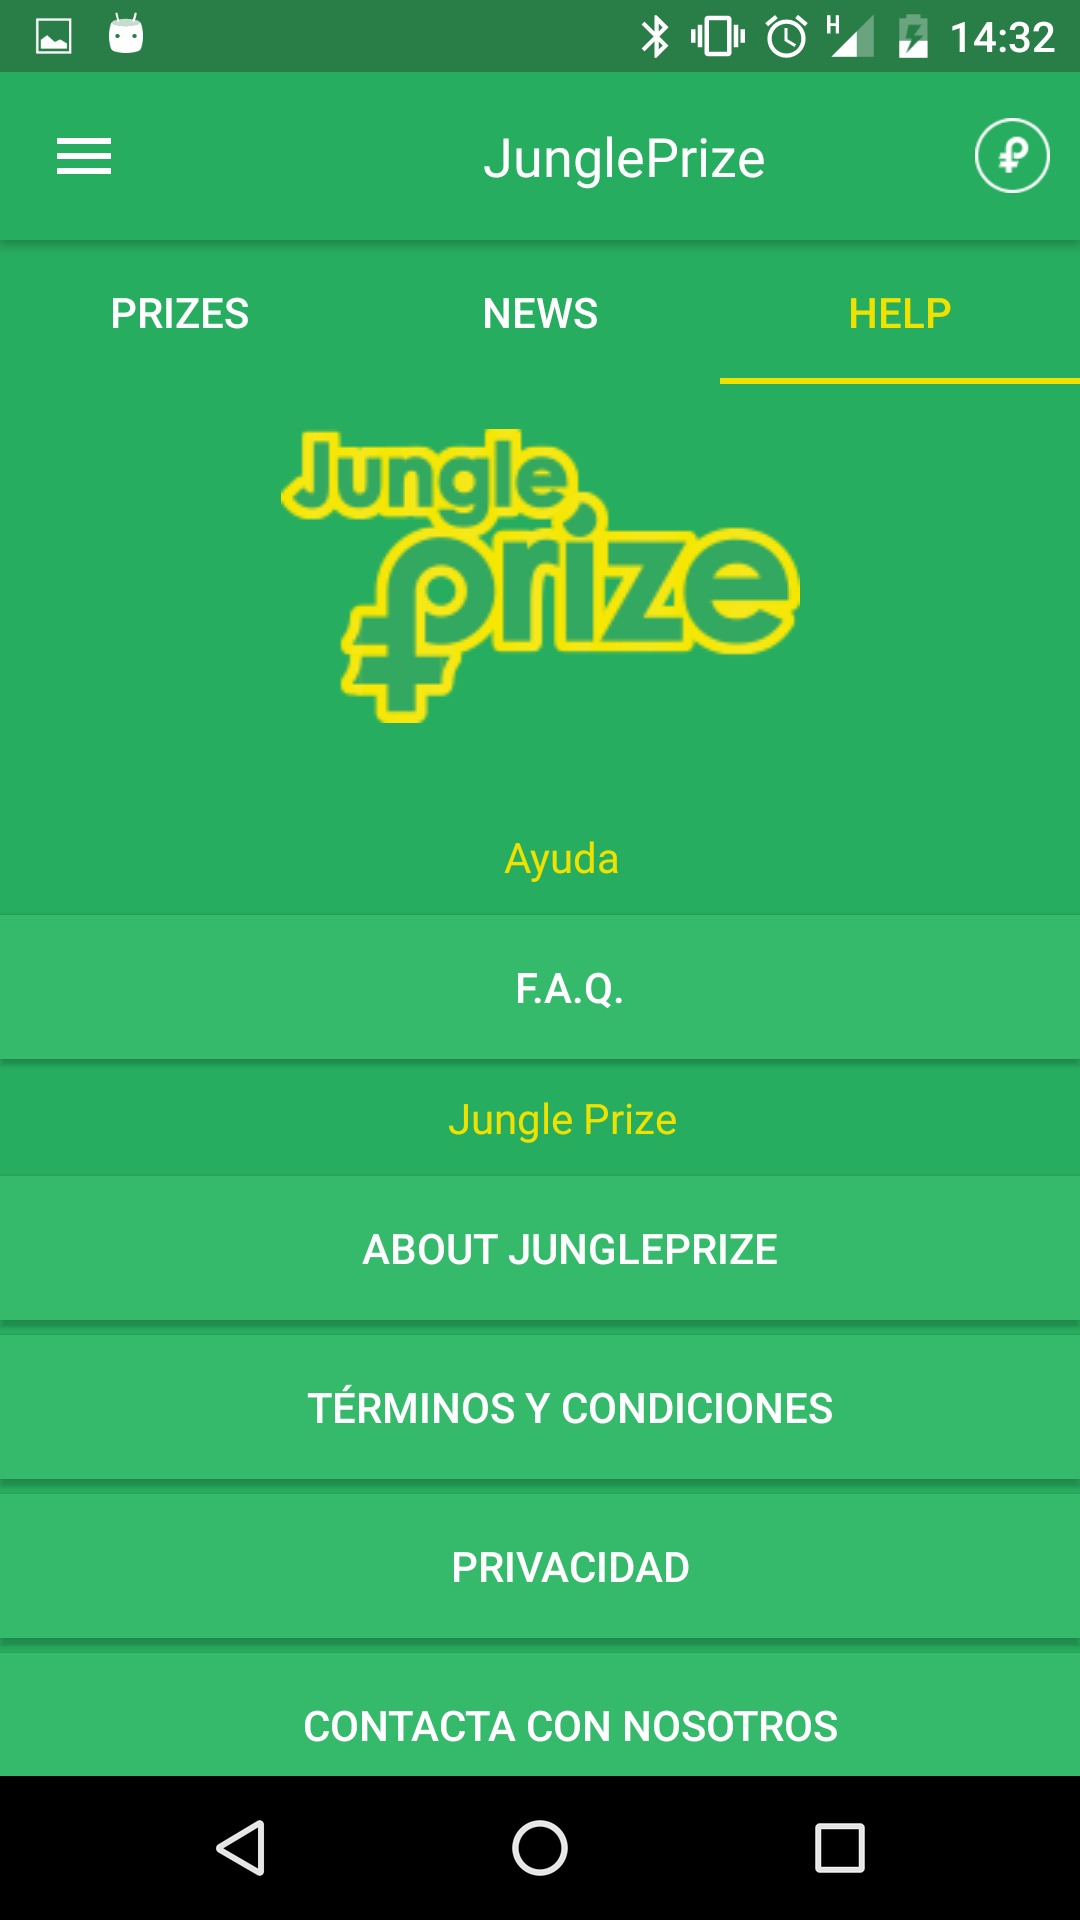 H 14:32
JunglePrize
PRIZES NEWS HELP
Jungle
prize
Ayuda
F.A.Q.
Jungle Prize
ABOUT JUNGLEPRIZE
TÉRMINOS Y CONDICIONES
PRIVACIDAD
CONTACTA CON NOSOTROS